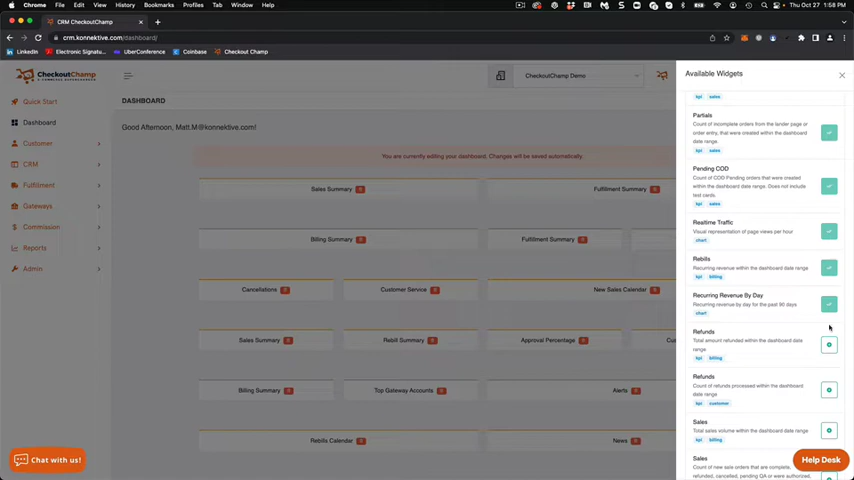 Chrome File Edit View History Bookmarks Profiles Tab Window Help
Thu Oct 27 1:58 PM
CRM CheckoutChamp
crm.konnektive.com/dashboard/
LinkedIn Electronic Signatu... UberConference Coinbase Checkout Champ
CheckoutChamp
CheckoutChamp Demo
Quick Start
Dashboard
Customer
CRM
Fulfillment
Gateways
Commission
Reports
Admin
DASHBOARD
Good Afternoon, Matt.M@konnektive.com!
You are currently editing your dashboard. Changes will be saved automatically.
Sales Summary
Fulfillment Summary
Billing Summary
Fulfillment Summary
Cancellations
Customer Service
New Sales Calendar
Sales Summary
Rebill Summary
Approval Percentage
Cu
Billing Summary
Top Gateway Accounts
Alerts
Rebills Calendar
News
Available Widgets
kpi sales
Partials
Count of incomplete orders from the lander page or
order entry, that were created within the dashboard
date range.
kpi sales
Pending COD
Count of COD Pending orders that were created
within the dashboard date range. Does not include
test cards.
kpi sales
Realtime Traffic
Visual representation of page views per hour
chart
Rebills
Recurring revenue within the dashboard date range
kpi billing
Recurring Revenue By Day
Recurring revenue by day for the past 90 days
chart
Refunds
Total amount refunded within the dashboard date
range
kpi billing
Refunds
Count of refunds processed within the dashboard
date range
kpi customer
Sales
Total sales volume within the dashboard date range
kpi billing
Sales
Count of new sale orders that are complete,
refunded, cancelled, pending QA or were authorized,
Chat with us!
Help Desk